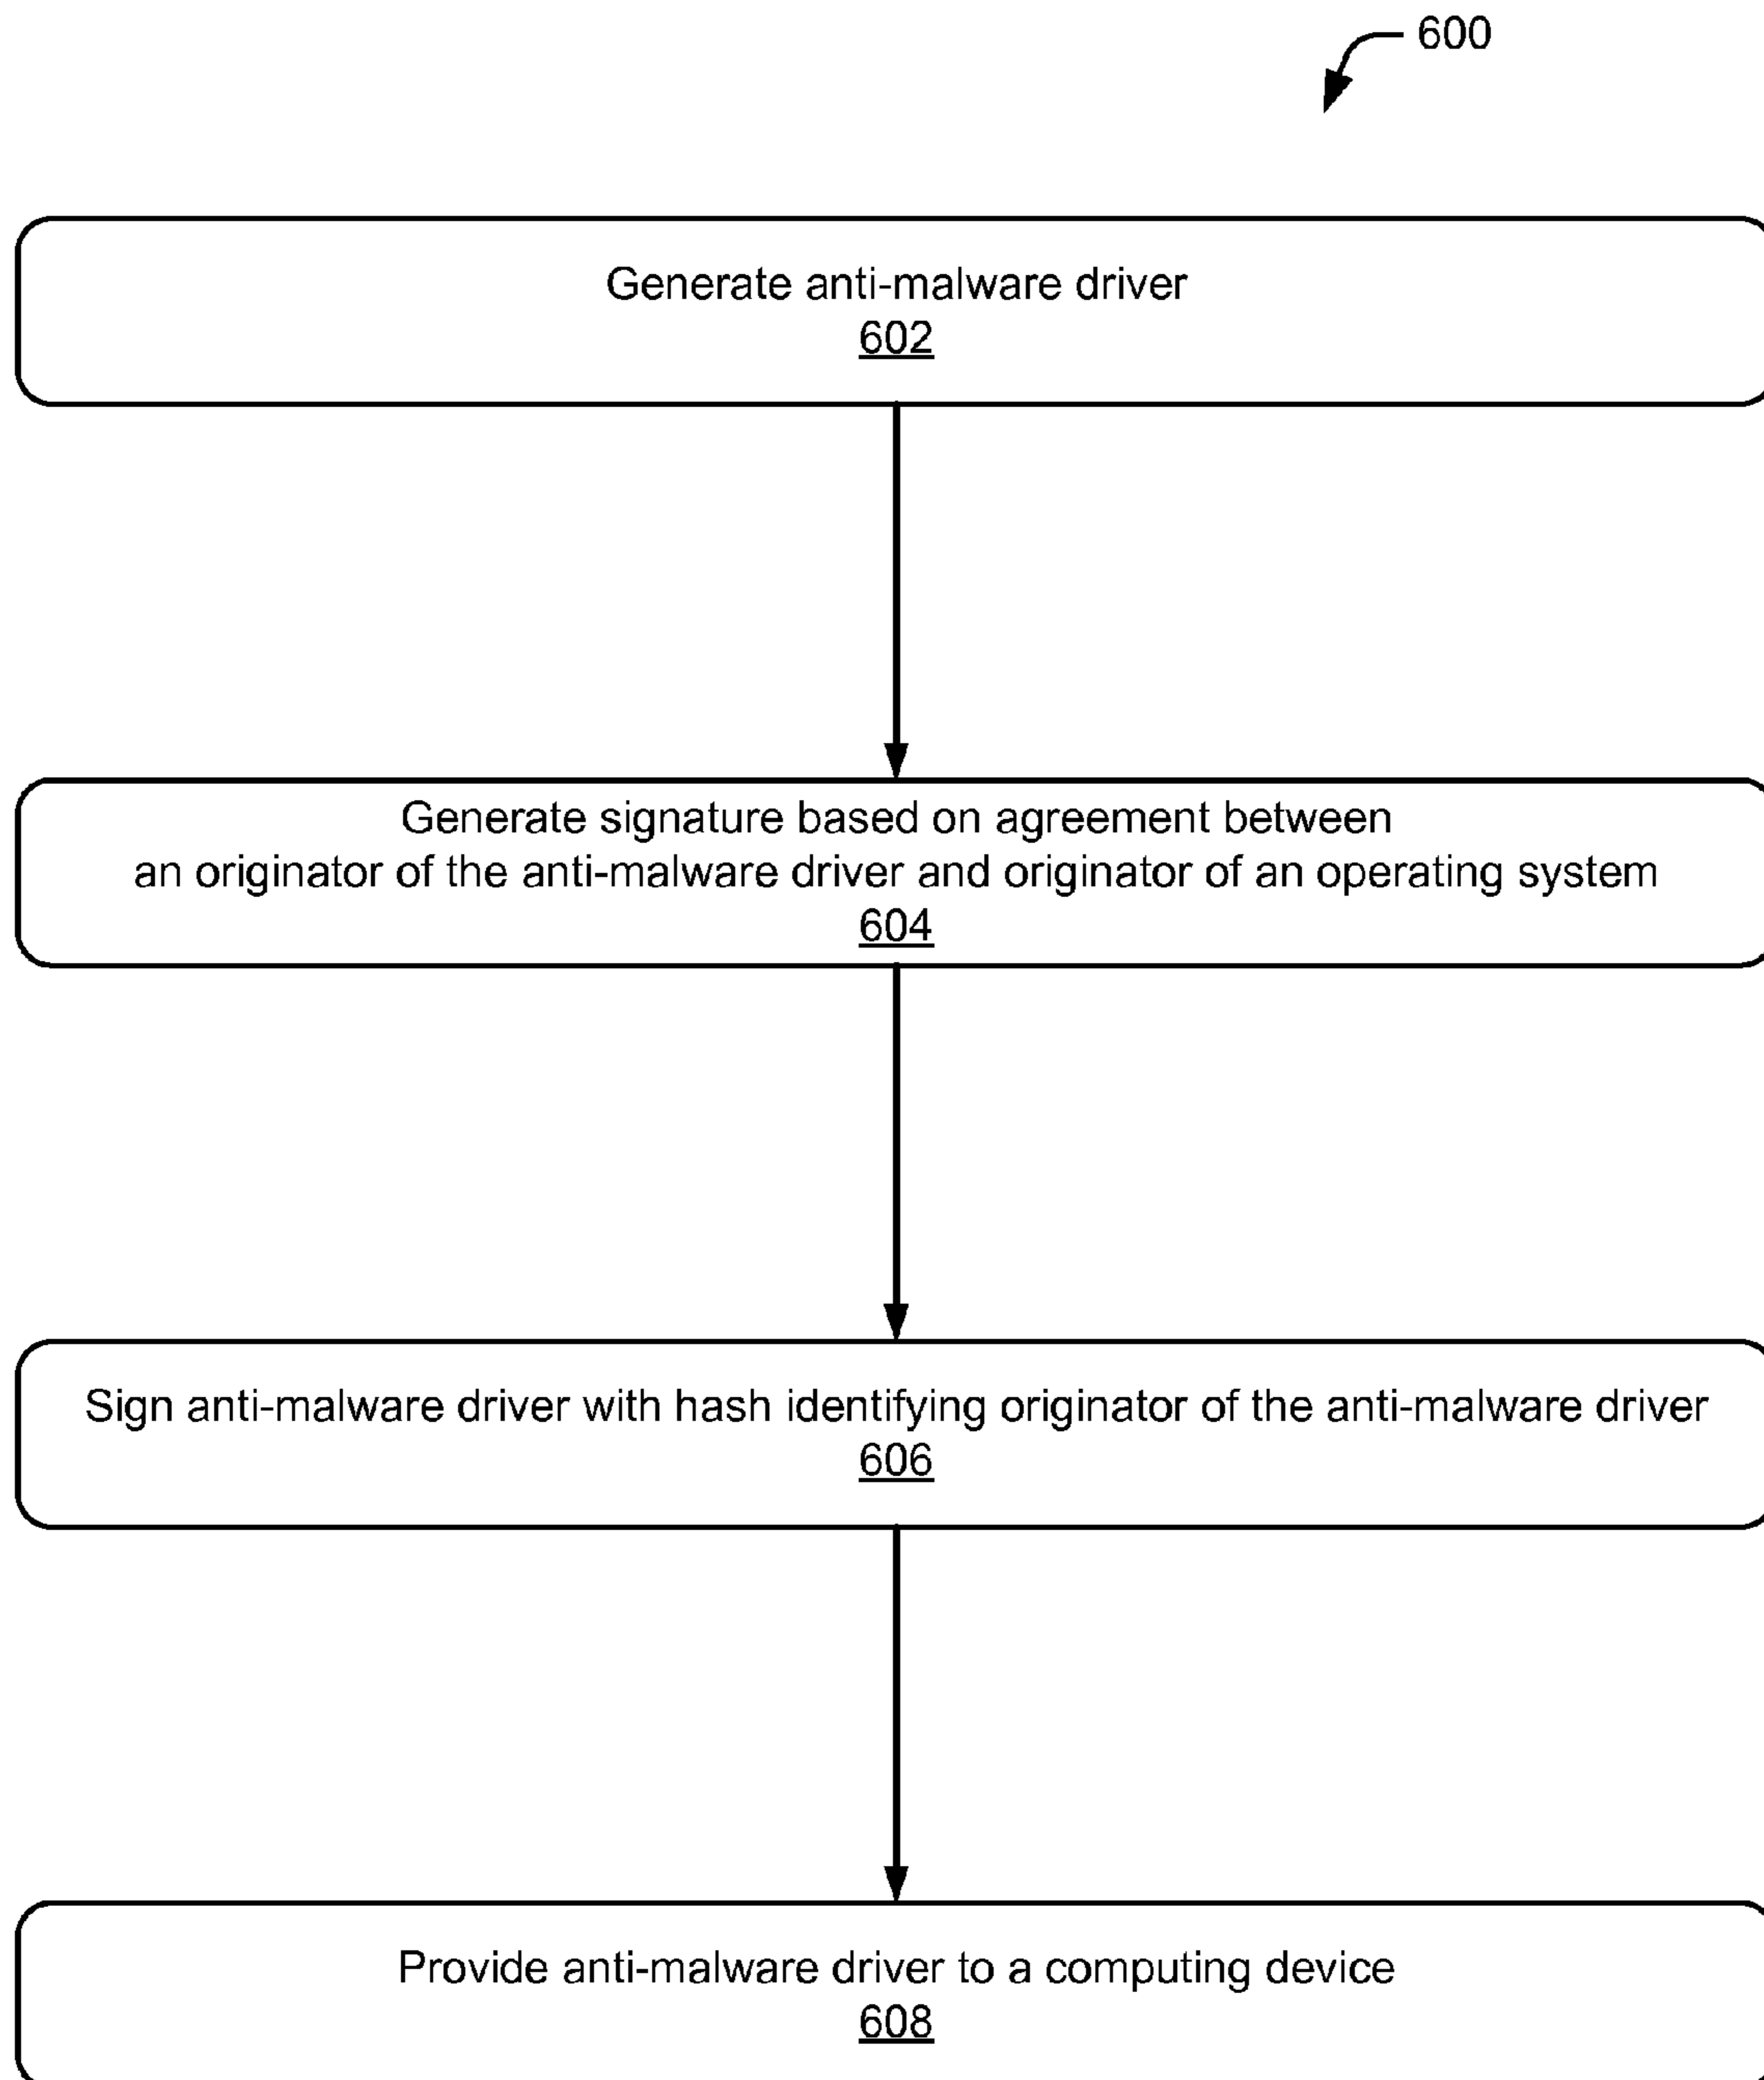 600
Generate anti-malware driver
602
Generate signature based on agreement between
an originator of the anti-malware driver and originator of an operating system
604
Sign anti-malware driver with hash identifying originator of the anti-malware driver
606
Provide anti-malware driver to a computing device
608